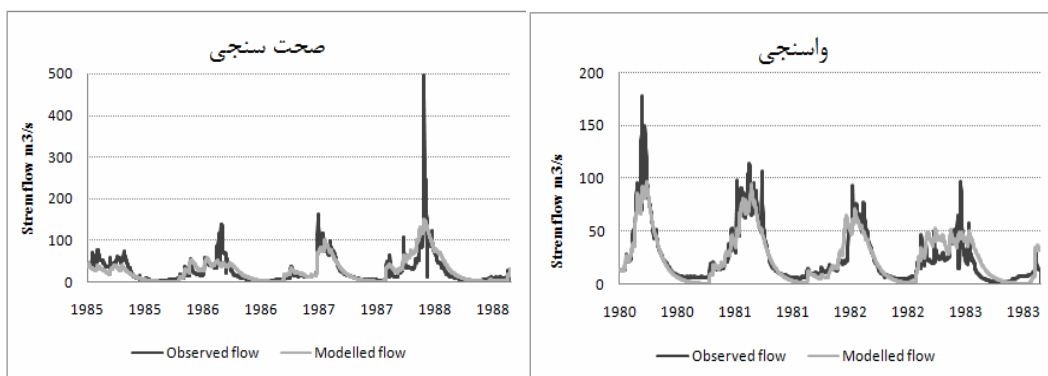 صحت سنجی
Stremflow m3/s
500
400
300
200
100
0
1985 1985 1986 1986 1987 1987 1988 1988
Observed flow Modelled flow
واسنجی
Stremflow m3/s
200
150
100
50
0
1980 1980 1981 1981 1982 1982 1983 1983
Observed flow Modelled flow